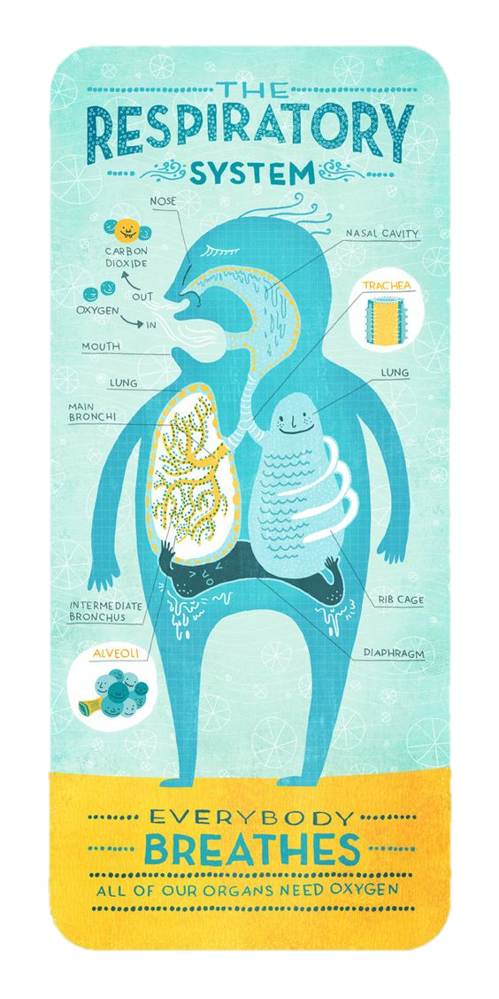 THE
RESPIRATORY
SYSTEM
NOSE
NASAL CAVITY
CARBON
DIOXIDE
OUT
OXYGEN
IN
TRACHEA
MOUTH
LUNG
LUNG
MAIN
BRONCHI
INTERMEDIATE
BRONCHUS
RIB CAGE
ALVEOLI
DIAPHRAGM
EVERYBODY
BREATHES
ALL OF OUR ORGANS NEED OXYGEN